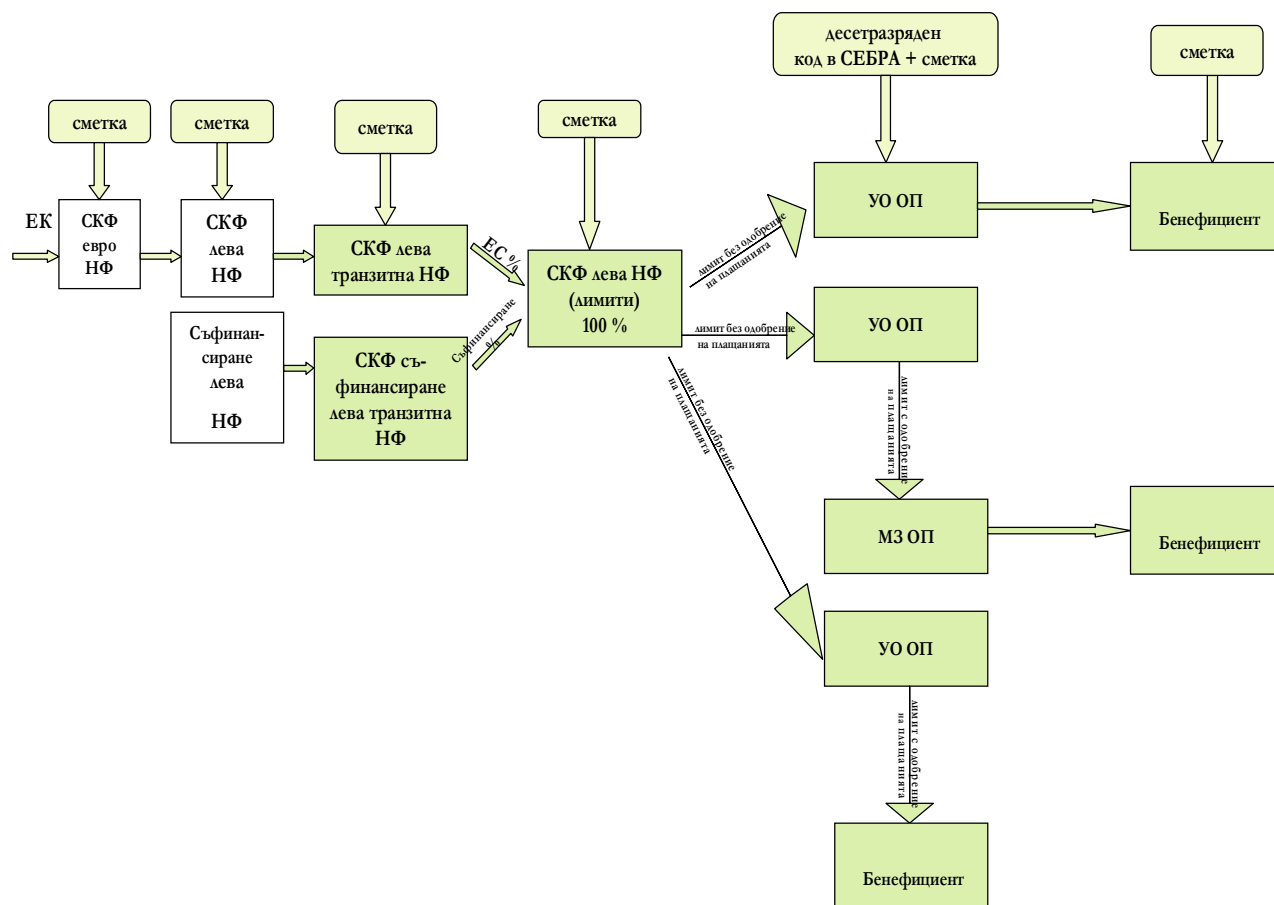 десетразряден
код в СЕБРА + сметка
сметка
сметка
сметка
сметка
сметка
ЕК
СКФ
евро
НФ
СКФ
лева
НФ
СКФ лева
транзитна НФ
ЕС %
СКФ лева НФ
(лимити)
100 %
лимит без одобрение
на плащанията
УО ОП
Бенефициент
Съфинан-
сиране
лева
НФ
СКФ съ-
финансиране
лева транзитна
НФ
Съфинансиране
%
лимит без одобрение
на плащанията
УО ОП
лимит с одобрение
на плащанията
лимит без одобрение
на плащанията
МЗ ОП
Бенефициент
УО ОП
лимит с одобрение
на плащанията
Бенефициент